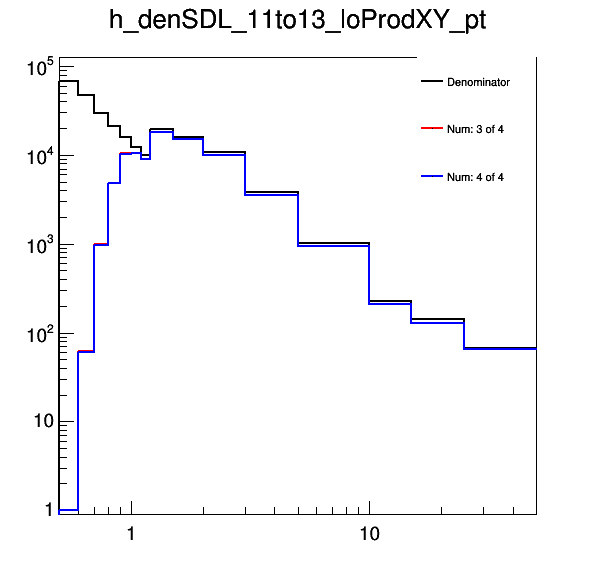 h_denSDL_11to13_loProdXY_pt
10^5
Denominator
Num: 3 of 4
10^4
Num: 4 of 4
10^3
10^2
10
1
1 10